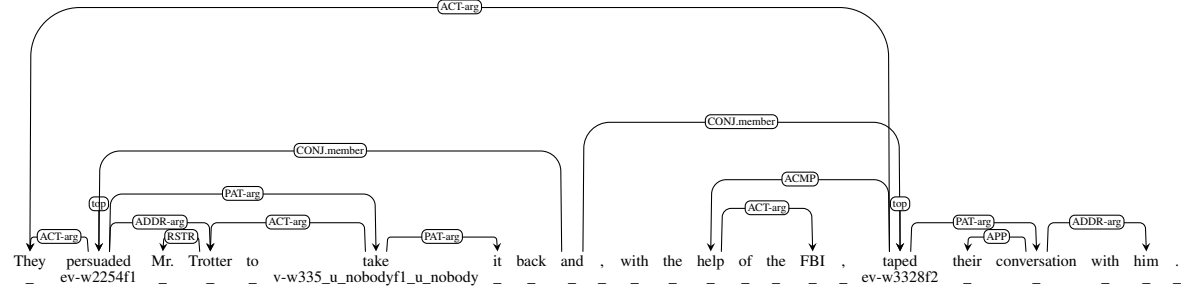 ACT-arg
CONJ.member
CONJ.member
ACMP
PAT-arg
top top
ACT-arg
ADDR-arg ACT-arg PAT-arg ADDR-arg
ACT-arg RSTR PAT-arg APP
They persuaded Mr. Trotter to take it back and , with the help of the FBI , taped their conversation with him .
_ ev-w2254f1 _ _ _ v-w335_u_nobodyf1_u_nobody _ _ _ _ _ _ _ _ _ _ _ ev-w3328f2 _ _ _ _ _